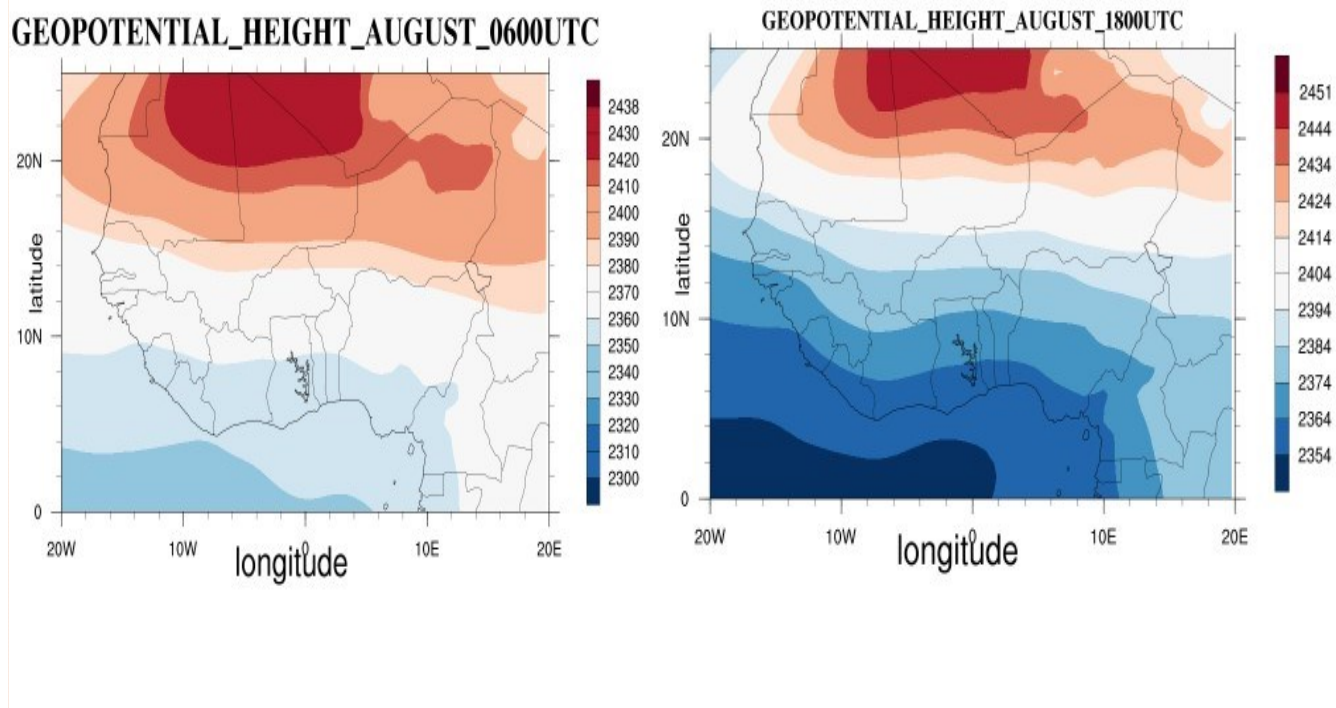 GEOPOTENTIAL_HEIGHT_AUGUST_0600UTC
20N
10N
0
latitude
20W
10W
0
10E
20E
longitude
2438
2430
2420
2410
2400
2390
2380
2370
2360
2350
2340
2330
2320
2310
2300
GEOPOTENTIAL_HEIGHT_AUGUST_1800UTC
20N
10N
0
latitude
20W
10W
0
10E
20E
longitude
2451
2444
2434
2424
2414
2404
2394
2384
2374
2364
2354